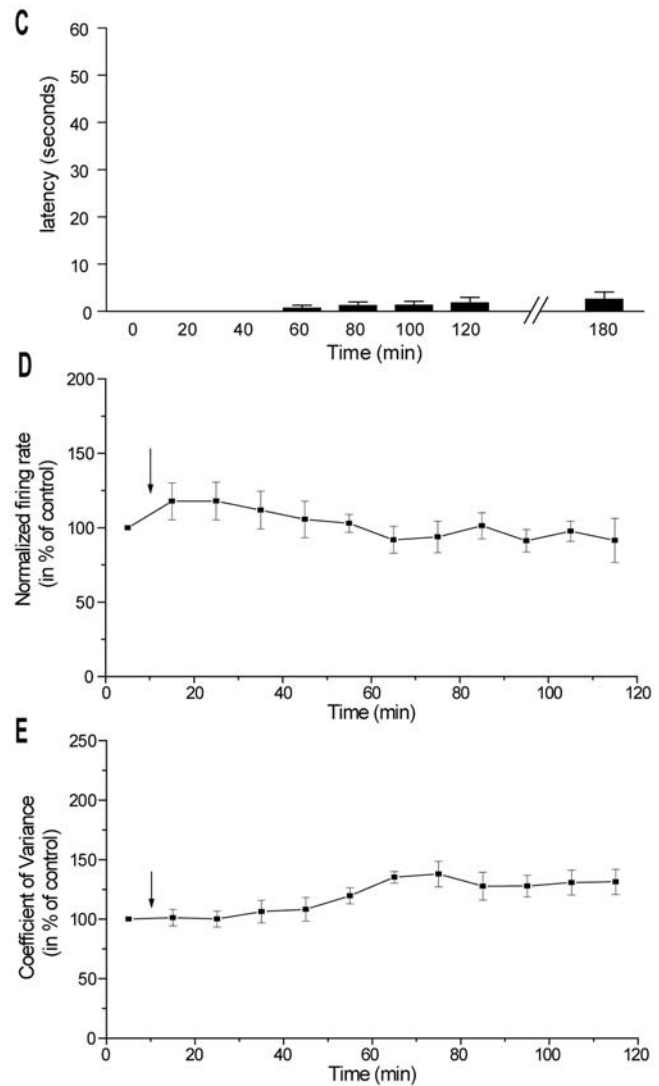 C
60
50
40
30
20
10
0
latency (seconds)
0 20 40 60 80 100 120 // 180
Time (min)
D
200
150
100
50
0
Normalized firing rate
(in % of control)
0 20 40 60 80 100 120
Time (min)
E
250
200
150
100
50
0
Coefficient of Variance
(in % of control)
0 20 40 60 80 100 120
Time (min)